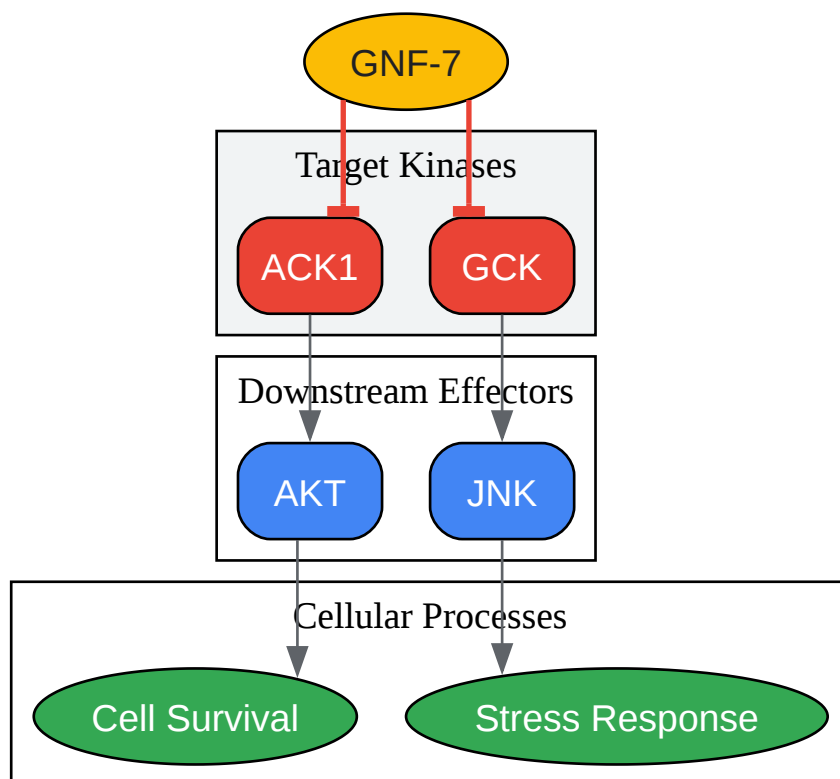 GNF-7
Target Kinases
ACK1
GCK
Downstream Effectors
AKT
JNK
Cellular Processes
Cell Survival
Stress Response